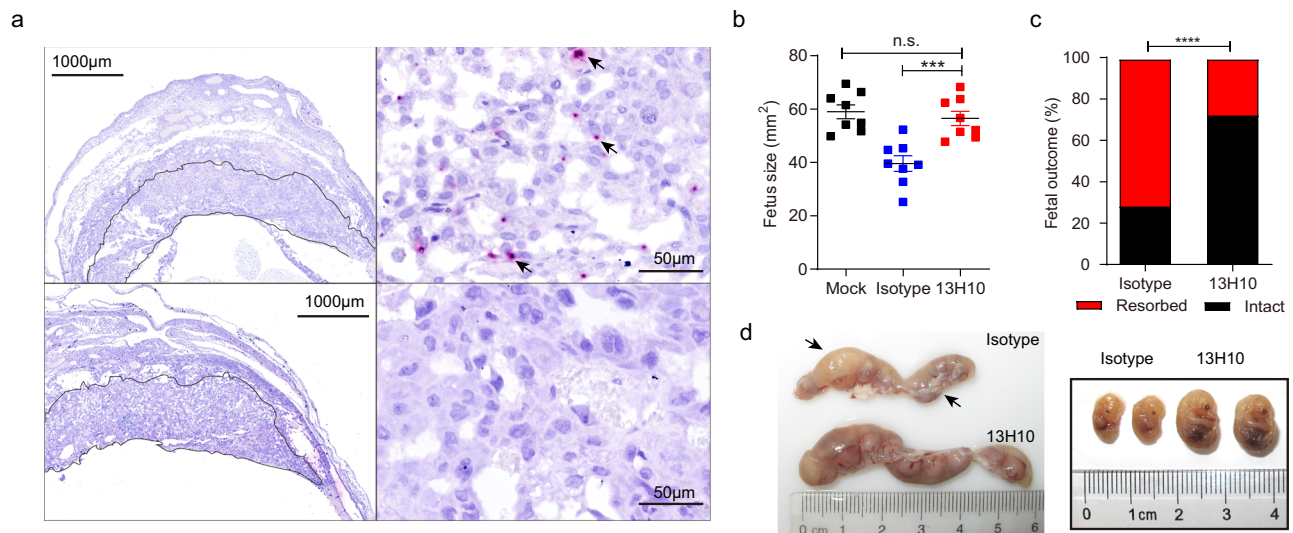 a
1000µm
50µm
1000µm
50µm
b
n.s.
***
Fetus size (mm2)
80
60
40
20
0
Mock Isotype 13H10
c
****
Fetal outcome (%)
100
80
60
40
20
0
Isotype 13H10
Resorbed Intact
d
Isotype
13H10
0 cm 1 2 3 4 5 6
Isotype 13H10
0 1 cm 2 3 4